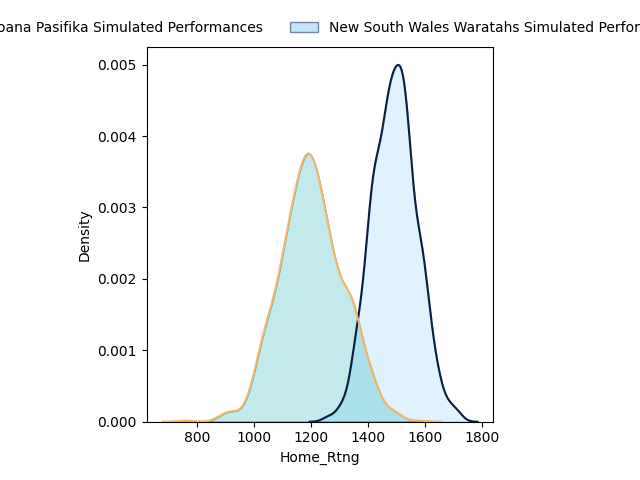 oana Pasifika Simulated Performances
New South Wales Waratahs Simulated Perfor
0.005
0.004
0.003
0.002
0.001
0.000
Density
800 1000 1200 1400 1600 1800
Home_Rtng